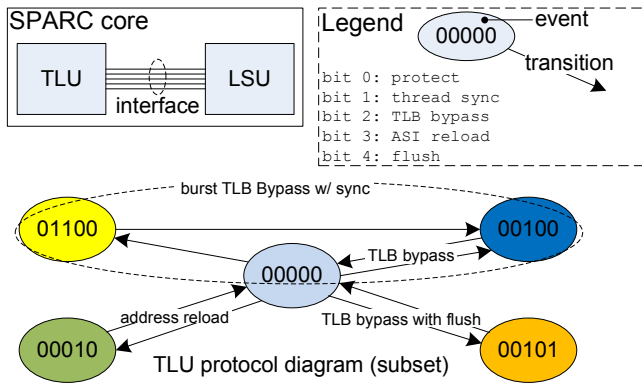 SPARC core
TLU
LSU
interface
Legend
00000
event
transition
bit 0: protect
bit 1: thread sync
bit 2: TLB bypass
bit 3: ASI reload
bit 4: flush
burst TLB Bypass w/ sync
01100
00100
TLB bypass
00000
address reload
TLB bypass with flush
00010
00101
TLU protocol diagram (subset)